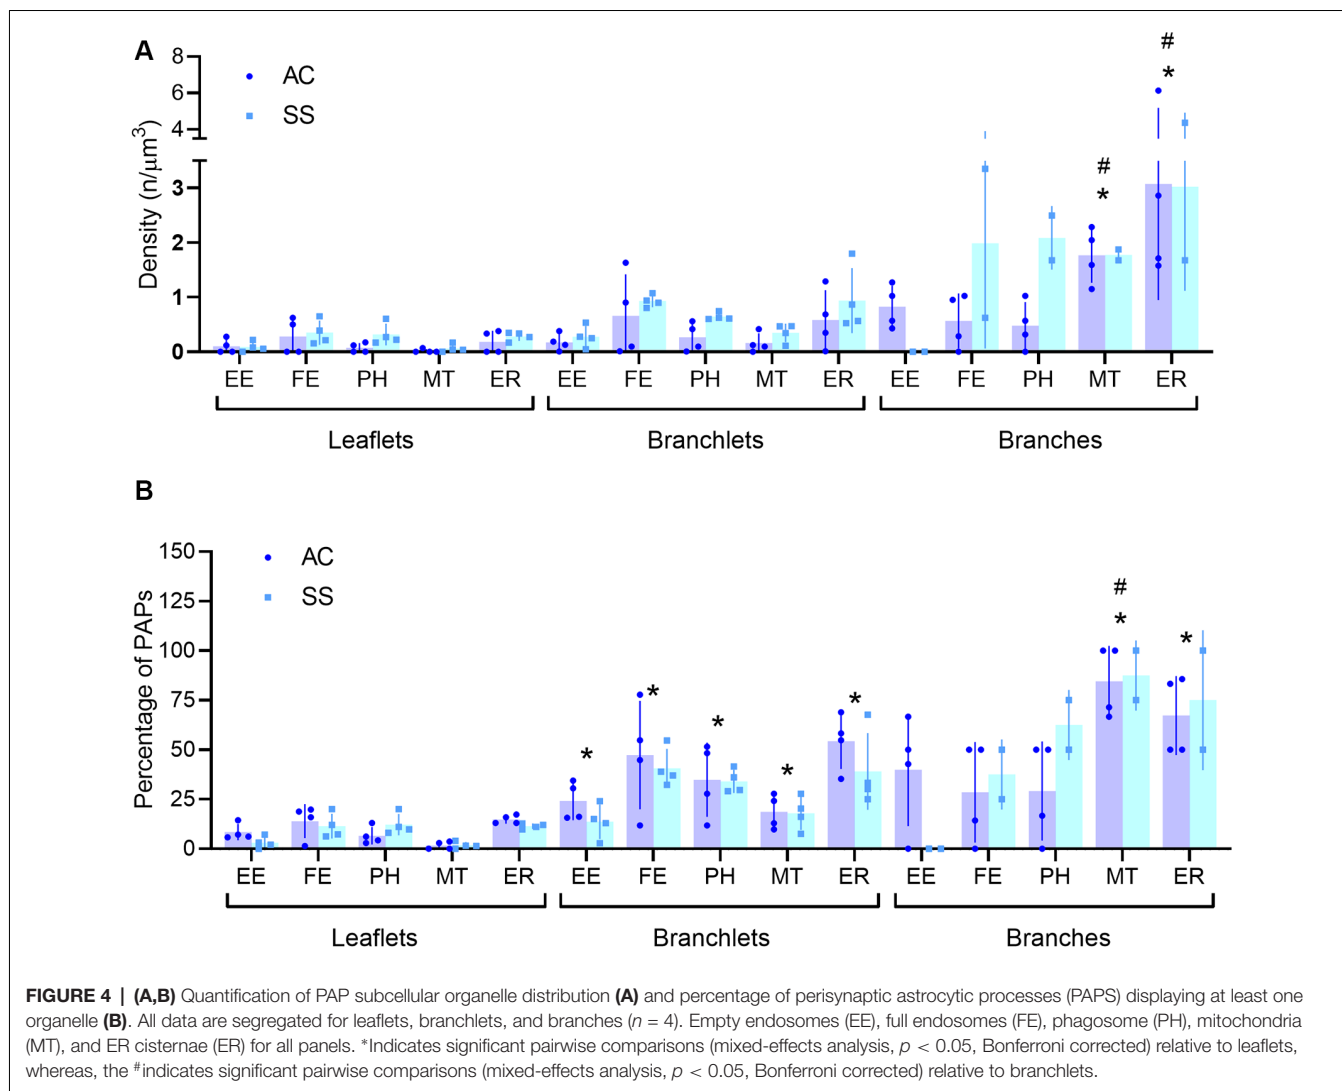 A
8
6
4
3
2
1
0
Density (n/μm³)
AC
SS
#
*
#
*
EE FE PH MT ER EE FE PH MT ER EE FE PH MT ER
Leaflets Branchlets Branches
B
150
125
100
75
50
25
0
Percentage of PAPs
AC
SS
#
* * * * * * *
EE FE PH MT ER EE FE PH MT ER EE FE PH MT ER
Leaflets Branchlets Branches
FIGURE 4 | (A,B) Quantification of PAP subcellular organelle distribution (A) and percentage of perisynaptic astrocytic processes (PAPS) displaying at least one
organelle (B). All data are segregated for leaflets, branchlets, and branches (n = 4). Empty endosomes (EE), full endosomes (FE), phagosome (PH), mitochondria
(MT), and ER cisternae (ER) for all panels. *Indicates significant pairwise comparisons (mixed-effects analysis, p < 0.05, Bonferroni corrected) relative to leaflets,
whereas, the #indicates significant pairwise comparisons (mixed-effects analysis, p < 0.05, Bonferroni corrected) relative to branchlets.